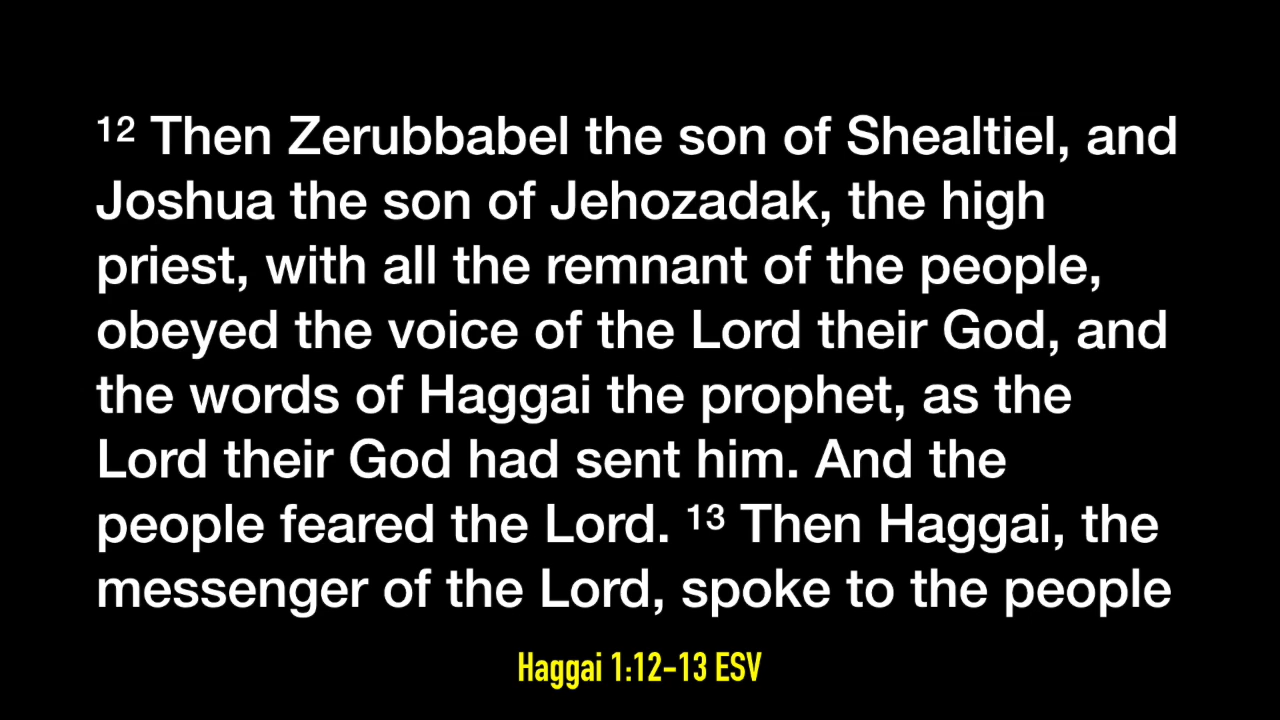 ¹² Then Zerubbabel the son of Shealtiel, and
Joshua the son of Jehozadak, the high
priest, with all the remnant of the people,
obeyed the voice of the Lord their God, and
the words of Haggai the prophet, as the
Lord their God had sent him. And the
people feared the Lord. ¹³ Then Haggai, the
messenger of the Lord, spoke to the people
Haggai 1:12-13 ESV